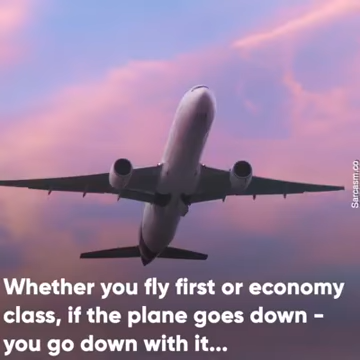 Sarcasm.co
Whether you fly first or economy
class, if the plane goes down -
you go down with it...